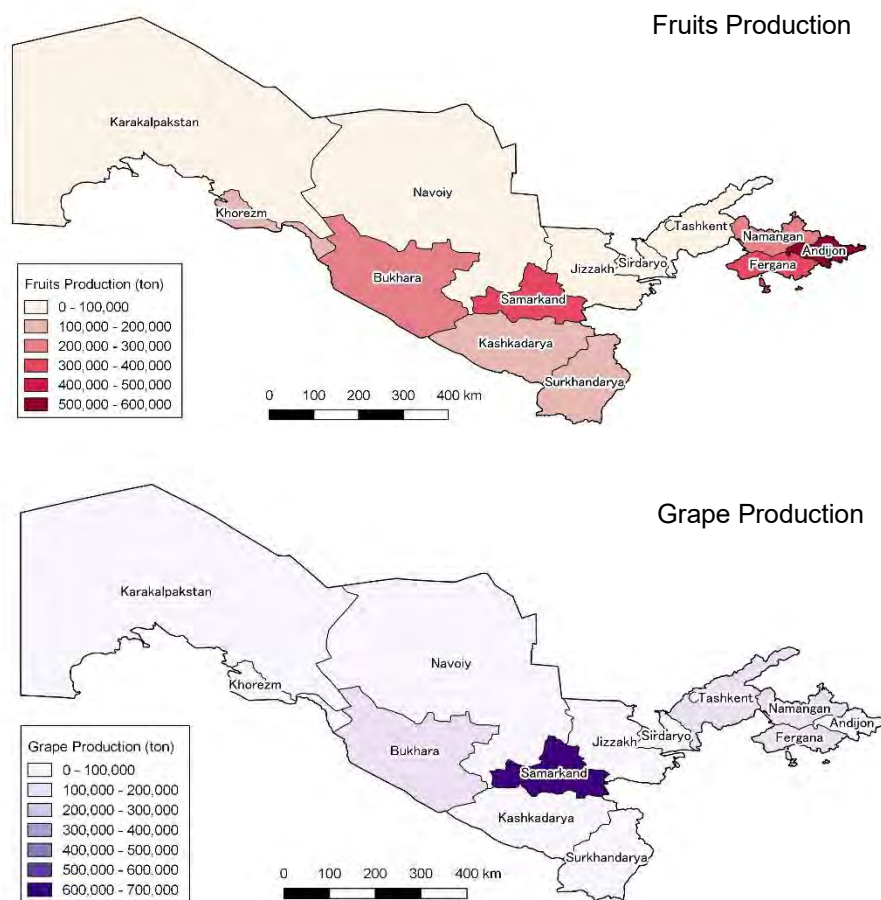 Fruits Production
Karakalpakstan
Navoiy
Khorezm
CTashkent
Namangan
Andijon
Fergana
Sirdaryo
Jizzakh
Bukhara
Samarkand
Kashkadarya
Surkhandarya
Fruits Production (ton)
0 - 100,000
100,000 - 200,000
200,000 - 300,000
300,000 - 400,000
400,000 - 500,000
500,000 - 600,000
0 100 200 300 400 km
Grape Production
Karakalpakstan
Navoiy
Khorezm
CTashkent
Namangan
Andijon
Fergana
Sirdaryo
Jizzakh
Bukhara
Samarkand
Kashkadarya
Surkhandarya
Grape Production (ton)
0 - 100,000
100,000 - 200,000
200,000 - 300,000
300,000 - 400,000
400,000 - 500,000
500,000 - 600,000
600,000 - 700,000
0 100 200 300 400 km